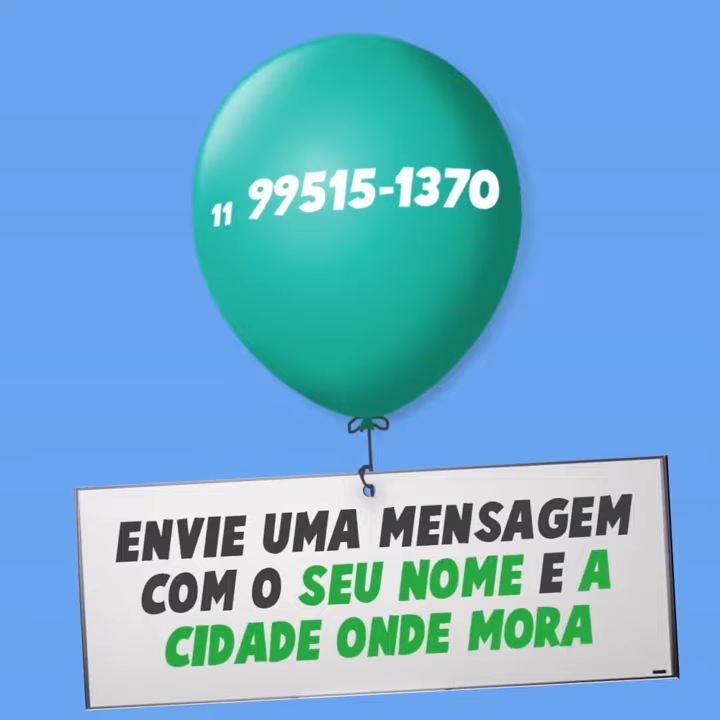 11 99515-1370
ENVIE UMA MENSAGEM
COM O SEU NOME E A
CIDADE ONDE MORA